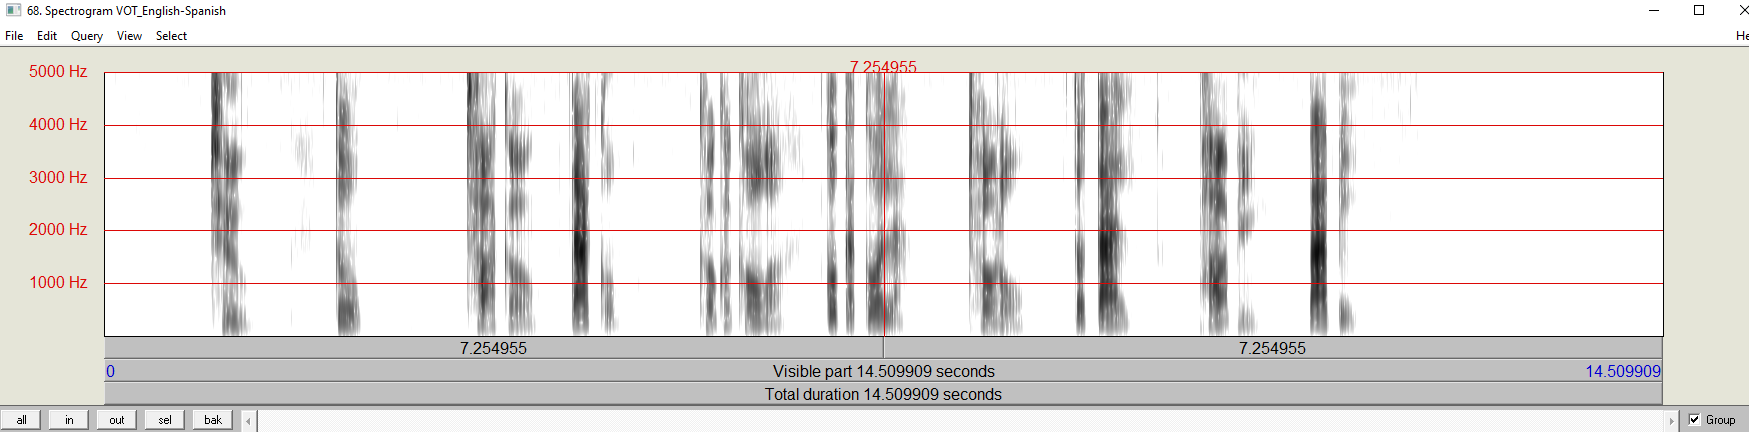 68. Spectrogram VOT_English-Spanish
File Edit Query View Select He
7.254955
5000 Hz
4000 Hz
3000 Hz
2000 Hz
1000 Hz
7.254955 7.254955
0 Visible part 14.509909 seconds 14.509909
Total duration 14.509909 seconds
all in out sel bak Group